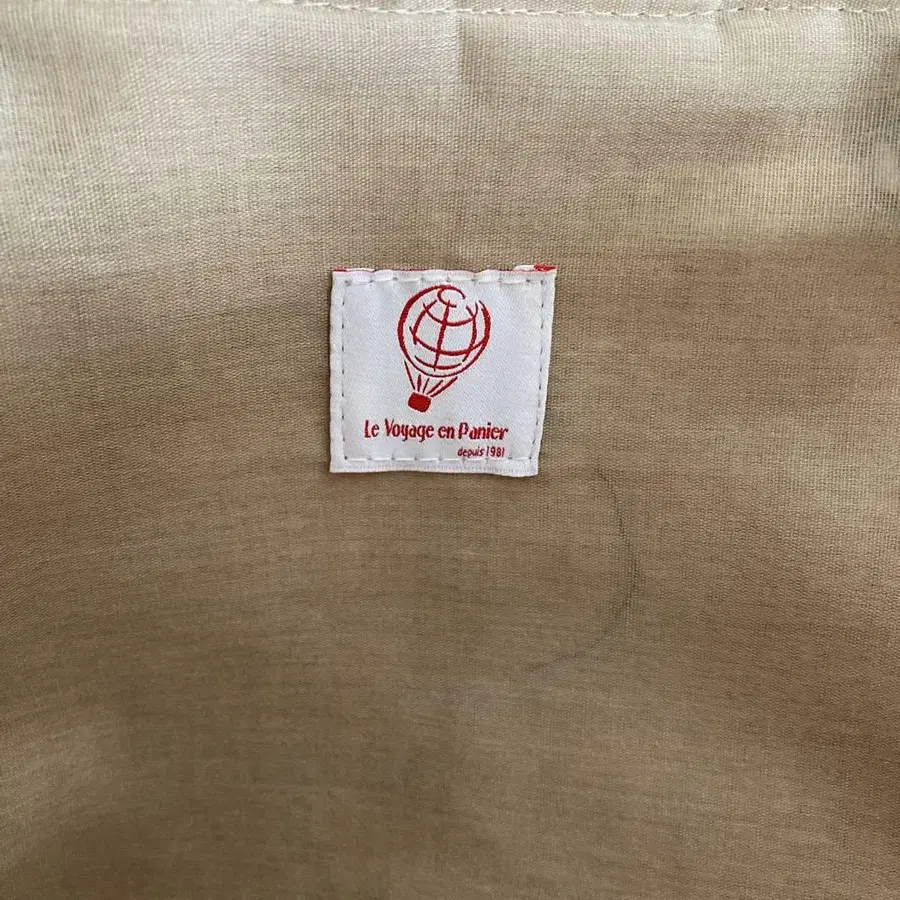 Le Voyage en Panier
depuis 1981